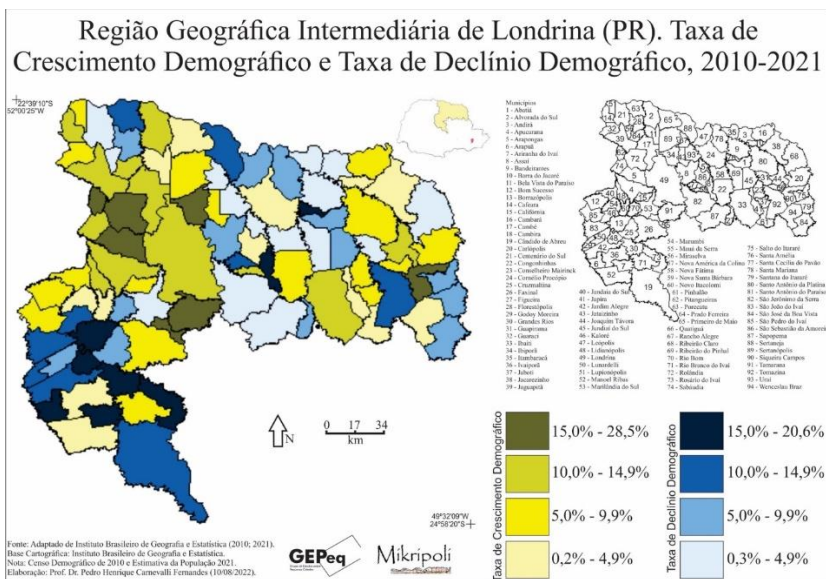 Região Geográfica Intermediária de Londrina (PR). Taxa de
Crescimento Demográfico e Taxa de Declínio Demográfico, 2010-2021
22°39'10"S
52°00'25"W
Municípios
1 - Abatiá
2 - Alvorada do Sul
3 - Andirá
4 - Apucarana
5 - Arapongas
6 - Arapuã
7 - Ariranha do Ivaí
8 - Assaí
9 - Bandeirantes
10 - Barra do Jacaré
11 - Bela Vista do Paraíso
12 - Bom Sucesso
13 - Borrazópolis
14 - Cafeara
15 - Califórnia
16 - Cambará
17 - Cambé
18 - Cambira
19 - Cândido de Abreu
20 - Carlópolis
21 - Centenário do Sul
22 - Congonhinhas
23 - Conselheiro Mairinck
24 - Cornélio Procópio
25 - Cruzmaltina
26 - Faxinal
27 - Figueira
28 - Florestópolis
29 - Godoy Moreira
30 - Grandes Rios
31 - Guapirama
32 - Guaraci
33 - Ibaiti
34 - Ibiporã
35 - Itambaracá
36 - Ivaiporã
37 - Jaboti
38 - Jacarezinho
39 - Jaguapitã
40 - Jandaia do Sul
41 - Japira
42 - Jardim Alegre
43 - Jataizinho
44 - Joaquim Távora
45 - Jundiaí do Sul
46 - Kaloré
47 - Leópolis
48 - Lidianópolis
49 - Londrina
50 - Lunardelli
51 - Lupionópolis
52 - Manoel Ribas
53 - Marilândia do Sul
54 - Marumbi
55 - Mauá da Serra
56 - Miraselva
57 - Nova América da Colina
58 - Nova Fátima
59 - Nova Santa Bárbara
60 - Novo Itacolomi
61 - Pinhalão
62 - Pitangueiras
63 - Porecatu
64 - Prado Ferreira
65 - Primeiro de Maio
66 - Quatiguá
67 - Rancho Alegre
68 - Ribeirão Claro
69 - Ribeirão do Pinhal
70 - Rio Bom
71 - Rio Branco do Ivaí
72 - Rolândia
73 - Rosário do Ivaí
74 - Sabáudia
75 - Salto do Itararé
76 - Santa Amélia
77 - Santa Cecília do Pavão
78 - Santa Mariana
79 - Santana do Itararé
80 - Santo Antônio da Platina
81 - Santo Antônio do Paraíso
82 - São Jerônimo da Serra
83 - São João do Ivaí
84 - São José da Boa Vista
85 - São Pedro do Ivaí
86 - São Sebastião da Amoreira
87 - Sapopema
88 - Sertaneja
89 - Sertanópolis
90 - Siqueira Campos
91 - Tamarana
92 - Tomazina
93 - Uraí
94 - Wenceslau Braz
N
0 17 34
km
49°32'09"W
24°58'20"S
Taxa de Crescimento Demográfico
15,0% - 28,5%
10,0% - 14,9%
5,0% - 9,9%
0,2% - 4,9%
Taxa de Declínio Demográfico
15,0% - 20,6%
10,0% - 14,9%
5,0% - 9,9%
0,3% - 4,9%
Fonte: Adaptado de Instituto Brasileiro de Geografia e Estatística (2010; 2021).
Base Cartográfica: Instituto Brasileiro de Geografia e Estatística.
Nota: Censo Demográfico de 2010 e Estimativa da População 2021.
Elaboração: Prof. Dr. Pedro Henrique Carnevalli Fernandes (10/08/2022).
GEPeq
Mikripoli